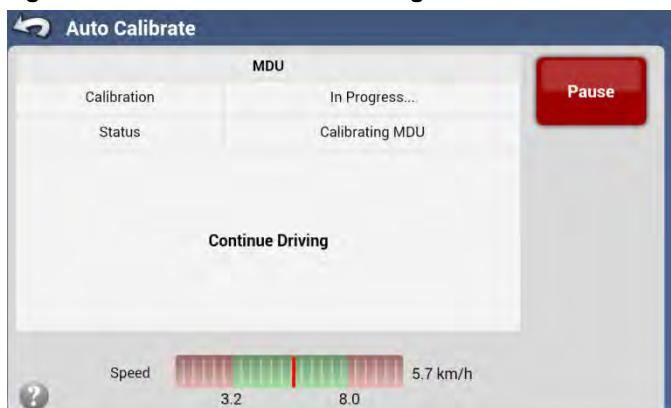 Auto Calibrate
MDU
Pause
Calibration In Progress...
Status Calibrating MDU
Continue Driving
Speed 5.7 km/h
3.2 8.0
?